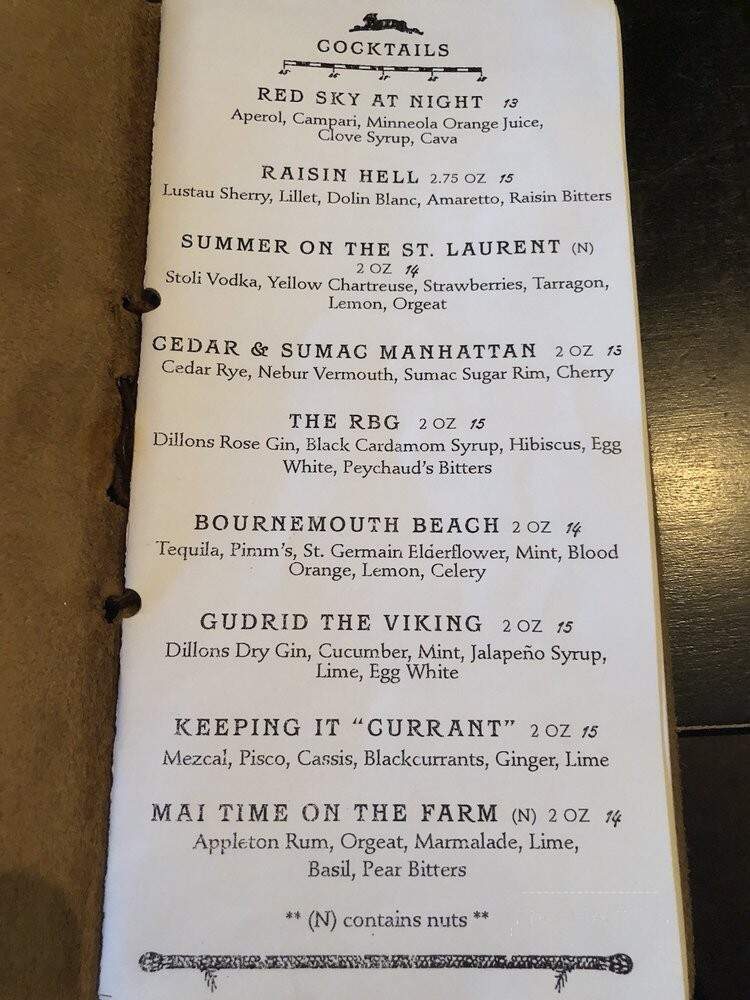 COCKTAILS
RED SKY AT NIGHT 13
Aperol, Campari, Minneola Orange Juice,
Clove Syrup, Cava
RAISIN HELL 2.75 OZ 15
Lustau Sherry, Lillet, Dolin Blanc, Amaretto, Raisin Bitters
SUMMER ON THE ST. LAURENT (N)
2 OZ 14
Stoli Vodka, Yellow Chartreuse, Strawberries, Tarragon,
Lemon, Orgeat
CEDAR & SUMAC MANHATTAN 2 OZ 15
Cedar Rye, Nebur Vermouth, Sumac Sugar Rim, Cherry
THE RBG 2 OZ 15
Dillons Rose Gin, Black Cardamom Syrup, Hibiscus, Egg
White, Peychaud's Bitters
BOURNEMOUTH BEACH 2 OZ 14
Tequila, Pimm's, St. Germain Elderflower, Mint, Blood
Orange, Lemon, Celery
GUDRID THE VIKING 2 OZ 15
Dillons Dry Gin, Cucumber, Mint, Jalapeño Syrup,
Lime, Egg White
KEEPING IT “CURRANT” 2 OZ 15
Mezcal, Pisco, Cassis, Blackcurrants, Ginger, Lime
MAI TIME ON THE FARM (N) 2 OZ 14
Appleton Rum, Orgeat, Marmalade, Lime,
Basil, Pear Bitters
** (N) contains nuts **